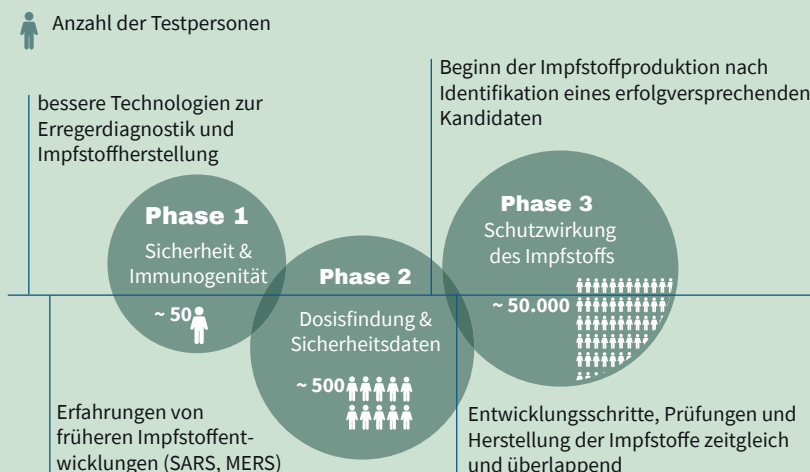 Anzahl der Testpersonen
bessere Technologien zur
Erregerdiagnostik und
Impfstoffherstellung
Beginn der Impfstoffproduktion nach
Identifikation eines erfolgversprechenden
Kandidaten
Phase 1
Sicherheit &
Immunogenität
~ 50
Phase 2
Dosisfindung &
Sicherheitsdaten
~ 500
Phase 3
Schutzwirkung
des Impfstoffs
~ 50.000
Erfahrungen von
früheren Impfstoffent-
wicklungen (SARS, MERS)
Entwicklungsschritte, Prüfungen und
Herstellung der Impfstoffe zeitgleich
und überlappend